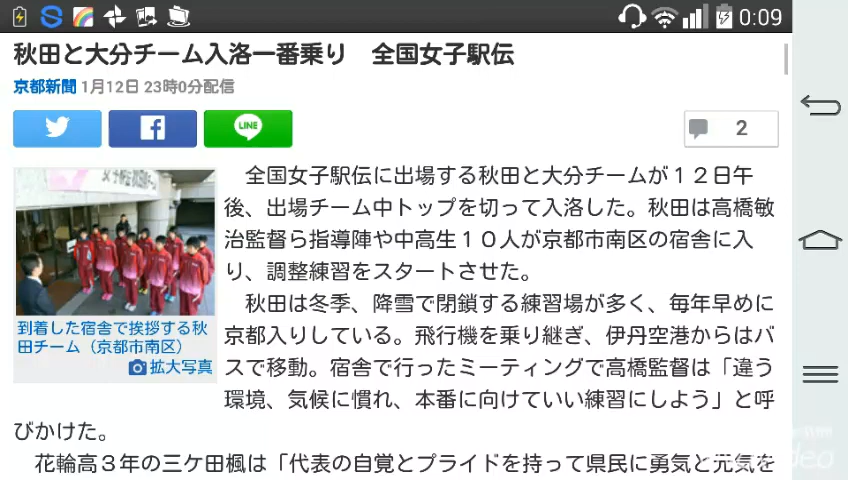 0:09
秋田と大分チーム入洛一番乗り　全国女子駅伝
京都新聞 1月12日 23時0分配信
LINE
2
全国女子駅伝に出場する秋田と大分チームが１２日午
後、出場チーム中トップを切って入洛した。秋田は高橋敏
治監督ら指導陣や中高生１０人が京都市南区の宿舎に入
り、調整練習をスタートさせた。
秋田は冬季、降雪で閉鎖する練習場が多く、毎年早めに
京都入りしている。飛行機を乗り継ぎ、伊丹空港からはバ
スで移動。宿舎で行ったミーティングで高橋監督は「違う
環境、気候に慣れ、本番に向けていい練習にしよう」と呼
びかけた。
花輪高３年の三ケ田楓は「代表の自覚とプライドを持って県民に勇気と元気を
到着した宿舎で挨拶する秋
田チーム（京都市南区）
拡大写真